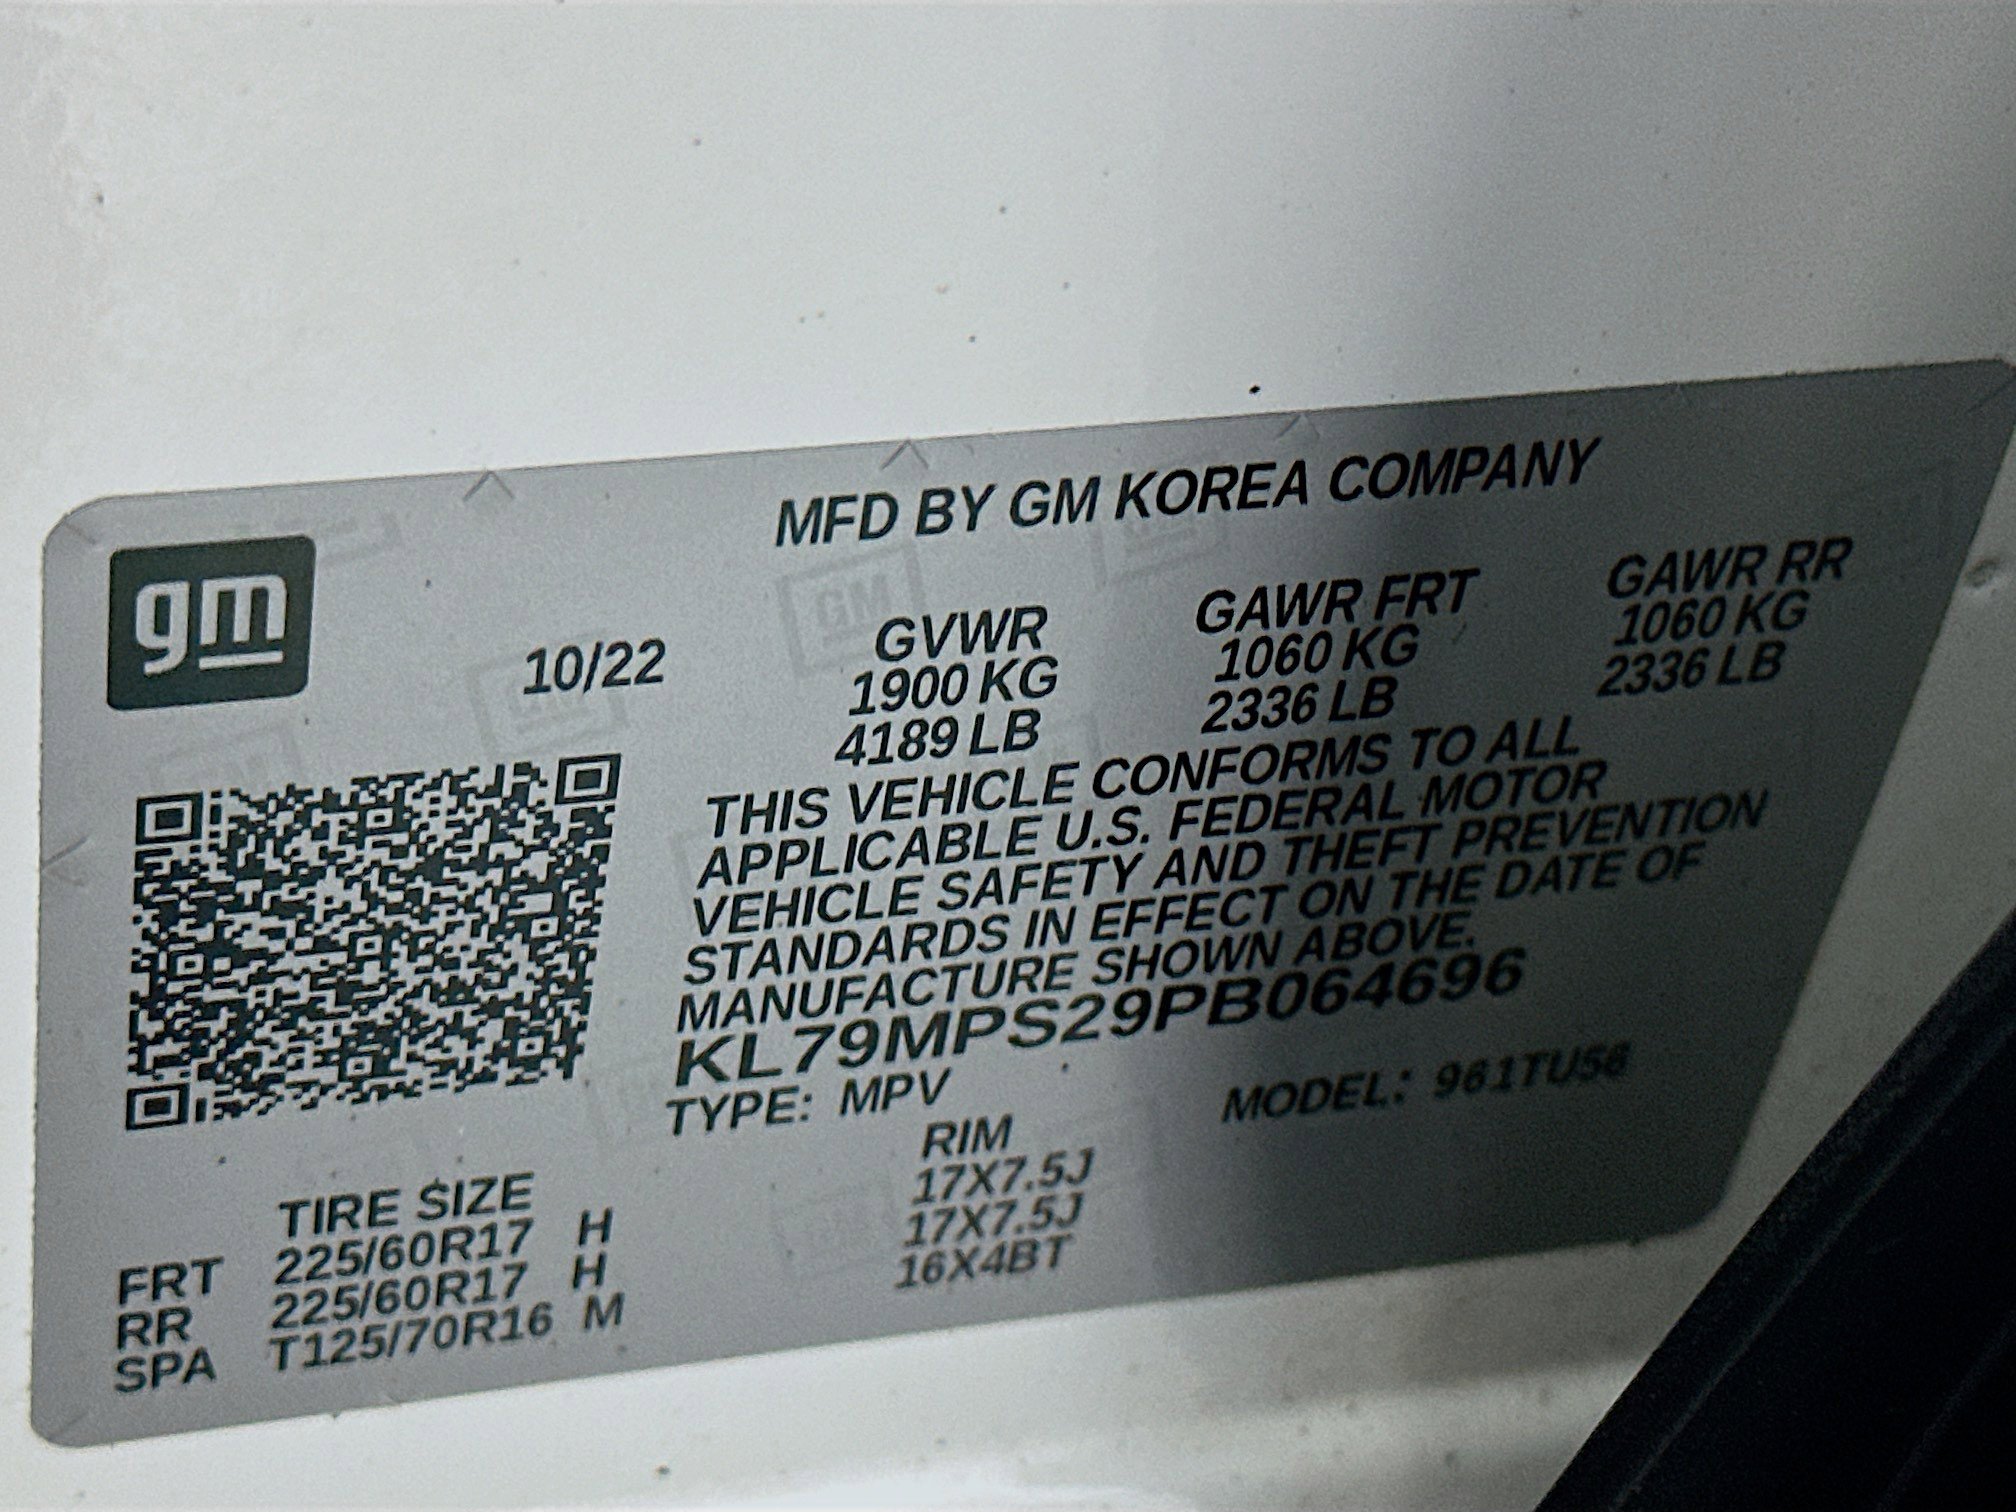 MFD BY GM KOREA COMPANY
gm
10/22
GVWR GAWR FRT GAWR RR
1900 KG 1060 KG 1060 KG
4189 LB 2336 LB 2336 LB
THIS VEHICLE CONFORMS TO ALL
APPLICABLE U.S. FEDERAL MOTOR
VEHICLE SAFETY AND THEFT PREVENTION
STANDARDS IN EFFECT ON THE DATE OF
MANUFACTURE SHOWN ABOVE.
KL79MPS29PB064696
TYPE: MPV MODEL: 961TU56
TIRE SIZE RIM
FRT 225/60R17 H 17X7.5J
RR 225/60R17 H 17X7.5J
SPA T125/70R16 M 16X4BT
GM